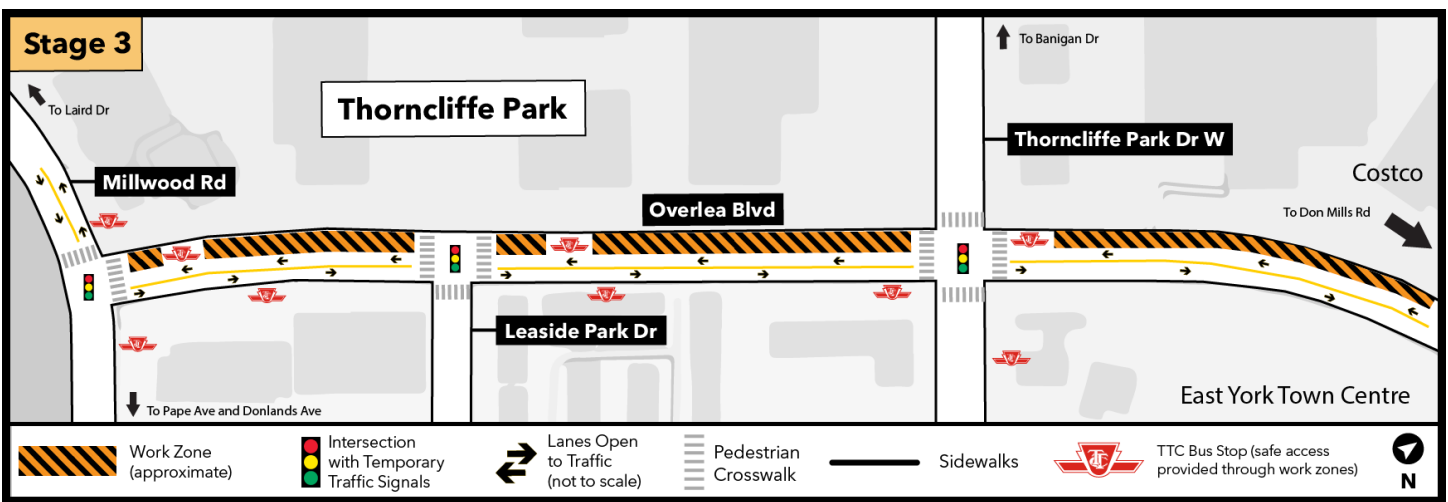 Stage 3
To Banigan Dr
To Laird Dr
Thorncliffe Park
Thorncliffe Park Dr W
Millwood Rd
Costco
Overlea Blvd
To Don Mills Rd
Leaside Park Dr
East York Town Centre
To Pape Ave and Donlands Ave
Work Zone
(approximate)
Intersection
with Temporary
Traffic Signals
Lanes Open
to Traffic
(not to scale)
Pedestrian
Crosswalk
Sidewalks
TTC Bus Stop (safe access
provided through work zones)
N